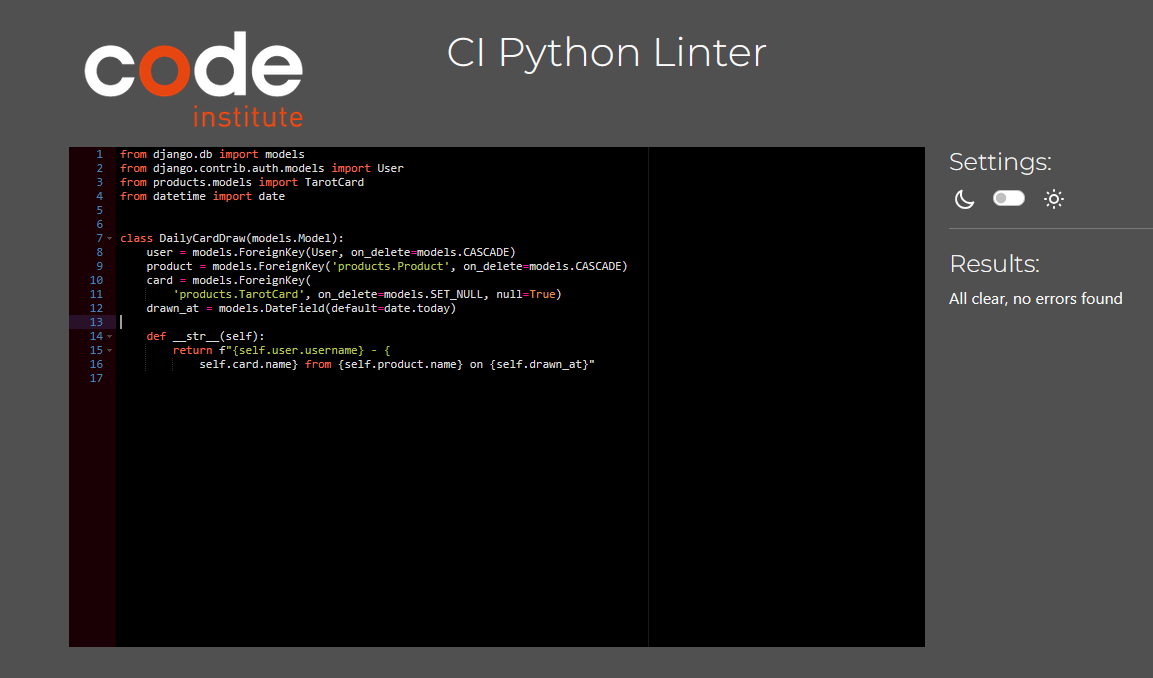 code
institute
CI Python Linter
1 from django.db import models
2 from django.contrib.auth.models import User
3 from products.models import TarotCard
4 from datetime import date
5
6
7 class DailyCardDraw(models.Model):
8     user = models.ForeignKey(User, on_delete=models.CASCADE)
9     product = models.ForeignKey('products.Product', on_delete=models.CASCADE)
10     card = models.ForeignKey(
11         'products.TarotCard', on_delete=models.SET_NULL, null=True)
12     drawn_at = models.DateField(default=date.today)
13
14     def __str__(self):
15         return f"{self.user.username} - {
16             self.card.name} from {self.product.name} on {self.drawn_at}"
17
Settings:
Results:
All clear, no errors found